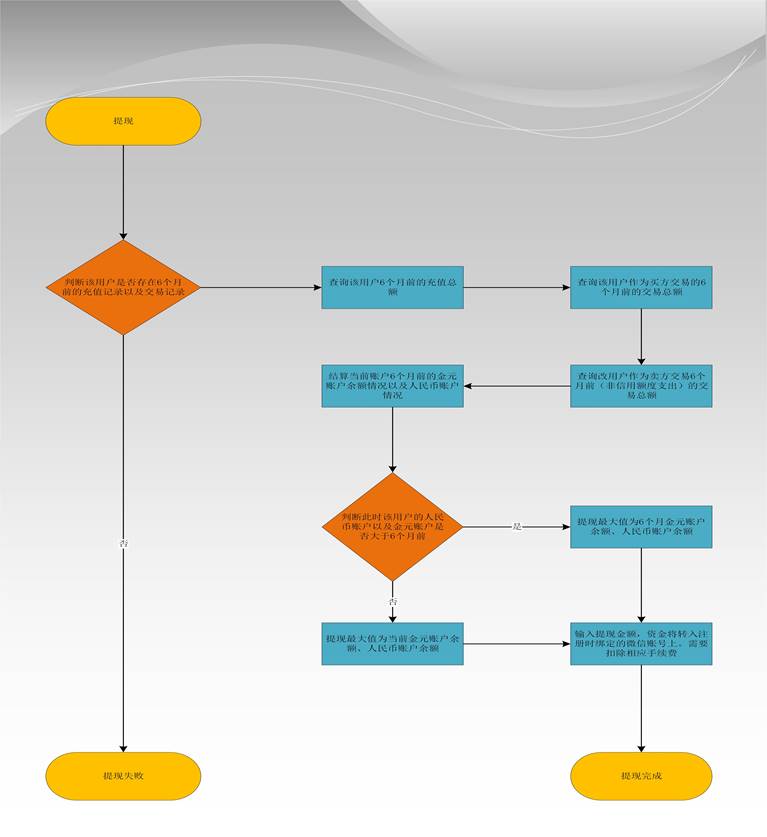 提现
判断该用户是否存在6个月
前的充值记录以及交易记录
查询该用户6个月前的充值总
额
查询该用户作为买方交易的6
个月前的交易总额
查询改用户作为卖方交易6个
月前（非信用额度支出）的交
易总额
结算当前账户6个月前的金元
账户余额情况以及人民币账户
情况
判断此时该用户的人民
币账户以及金元账户是
否大于6个月前
是
提现最大值为6个月金元账户
余额、人民币账户余额
否
否
提现最大值为当前金元账户余
额、人民币账户余额
输入提现金额，资金将转入注
册时绑定的微信账号上。需要
扣除相应手续费
提现失败
提现完成